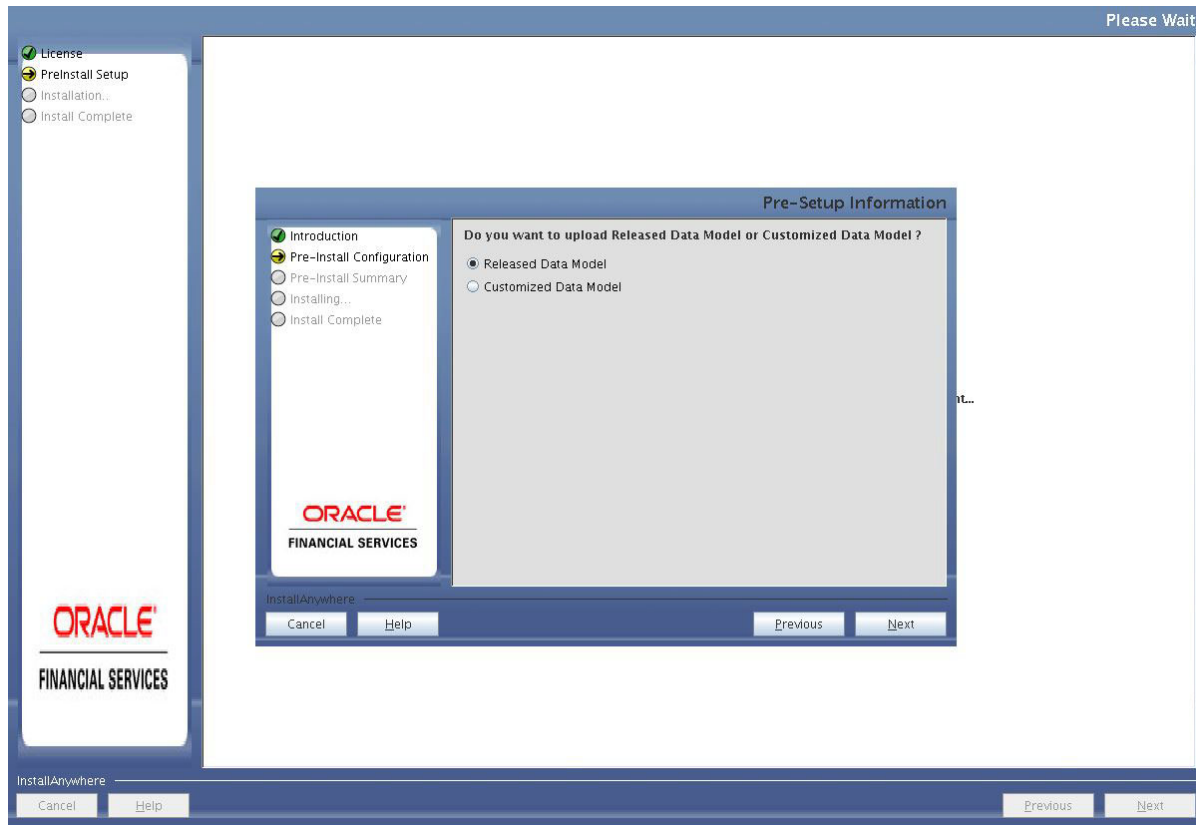 Please Wait
License
PreInstall Setup
Installation..
Install Complete
Pre-Setup Information
Introduction
Pre-Install Configuration
Pre-Install Summary
Installing...
Install Complete
Do you want to upload Released Data Model or Customized Data Model ?
Released Data Model
Customized Data Model
nt...
ORACLE'
FINANCIAL SERVICES
InstallAnywhere
Cancel
Help
Previous
Next
ORACLE'
FINANCIAL SERVICES
InstallAnywhere
Cancel
Help
Previous
Next